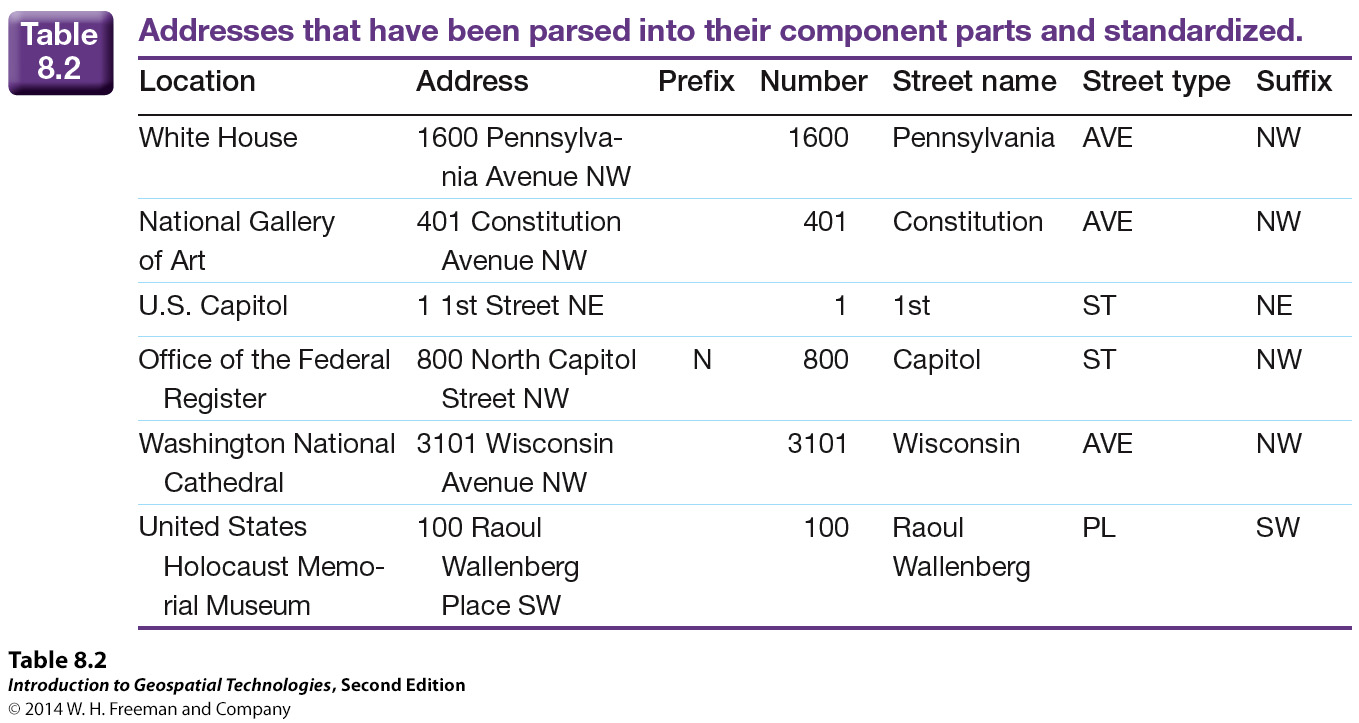 Table
8.2
Addresses that have been parsed into their component parts and standardized.
Location Address Prefix Number Street name Street type Suffix
White House 1600 Pennsylva- 1600 Pennsylvania AVE NW
nia Avenue NW
National Gallery 401 Constitution 401 Constitution AVE NW
of Art Avenue NW
U.S. Capitol 1 1st Street NE 1 1st ST NE
Office of the Federal 800 North Capitol N 800 Capitol ST NW
Register Street NW
Washington National 3101 Wisconsin 3101 Wisconsin AVE NW
Cathedral Avenue NW
United States 100 Raoul 100 Raoul PL SW
Holocaust Memo- Wallenberg Wallenberg
rial Museum Place SW
Table 8.2
Introduction to Geospatial Technologies, Second Edition
© 2014 W. H. Freeman and Company